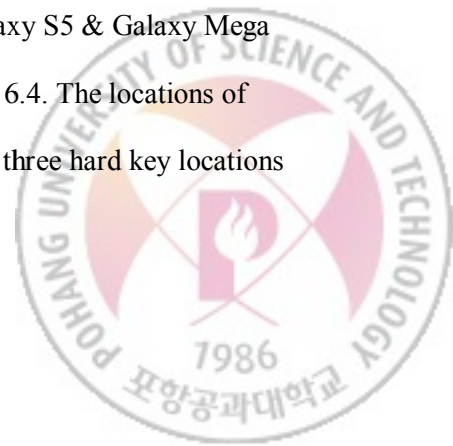 axy S5 & Galaxy Mega
6.4. The locations of
three hard key locations
POHANG UNIVERSITY OF SCIENCE AND TECHNOLOGY
1986
포항공과대학교